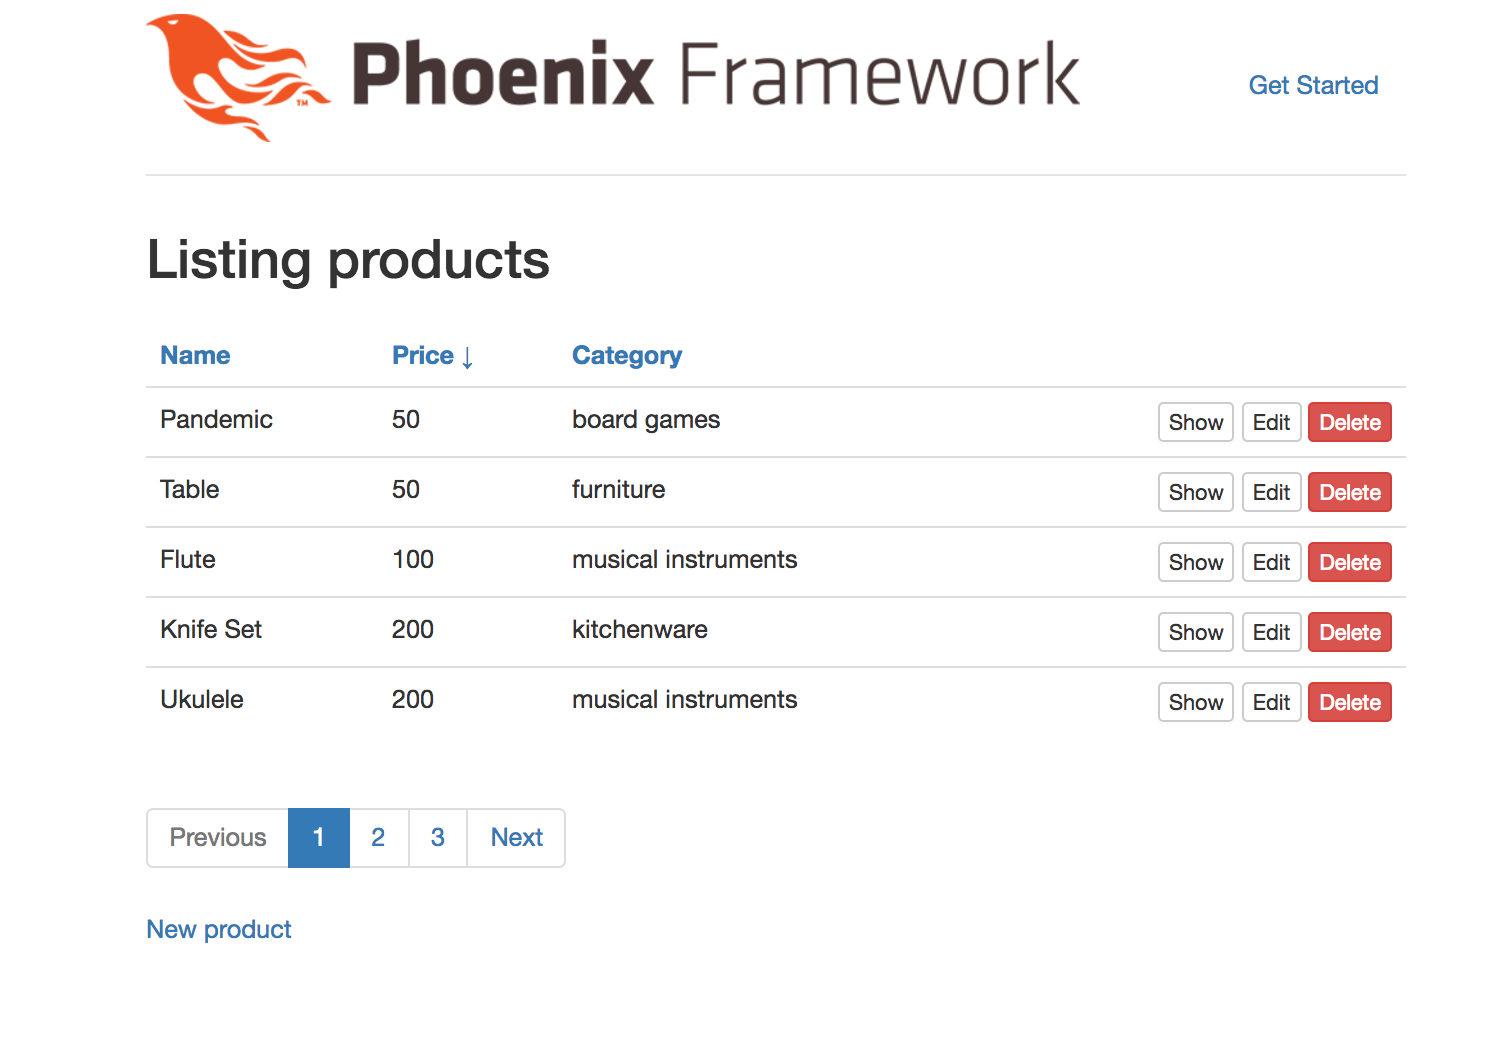 Phoenix Framework™
Get Started
Listing products
Name Price ↓ Category
Pandemic 50 board games Show Edit Delete
Table 50 furniture Show Edit Delete
Flute 100 musical instruments Show Edit Delete
Knife Set 200 kitchenware Show Edit Delete
Ukulele 200 musical instruments Show Edit Delete
Previous 1 2 3 Next
New product